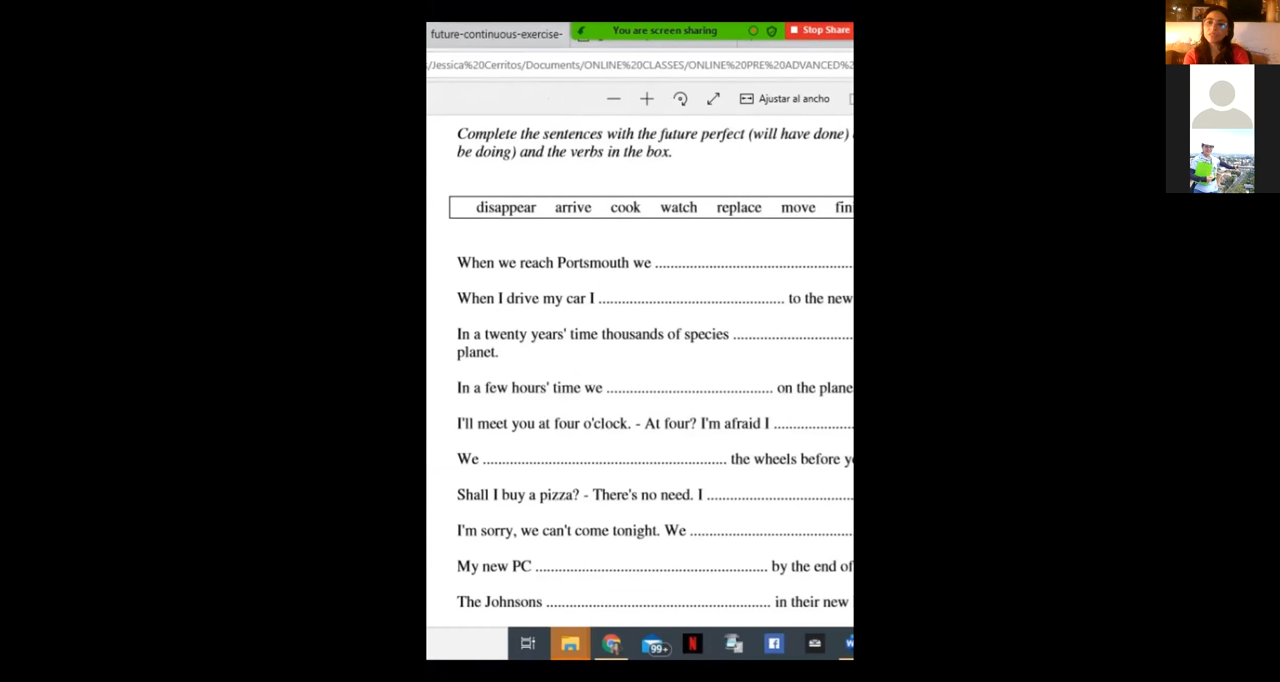 future-continuous-exercise-
You are screen sharing
Stop Share
/Jessica%20Cerritos/Documents/ONLINE%20CLASSES/ONLINE%20PRE%20ADVANCED%2
Ajustar al ancho
Complete the sentences with the future perfect (will have done)
be doing) and the verbs in the box.
disappear arrive cook watch replace move fin
When we reach Portsmouth we ....................................................
When I drive my car I ................................................. to the new
In a twenty years' time thousands of species ................................
planet.
In a few hours' time we ............................................ on the plane
I'll meet you at four o'clock. - At four? I'm afraid I .....................
We ................................................................. the wheels before y
Shall I buy a pizza? - There's no need. I .......................................
I'm sorry, we can't come tonight. We ...........................................
My new PC .............................................................. by the end of
The Johnsons ............................................................ in their new
99+
N
f
W